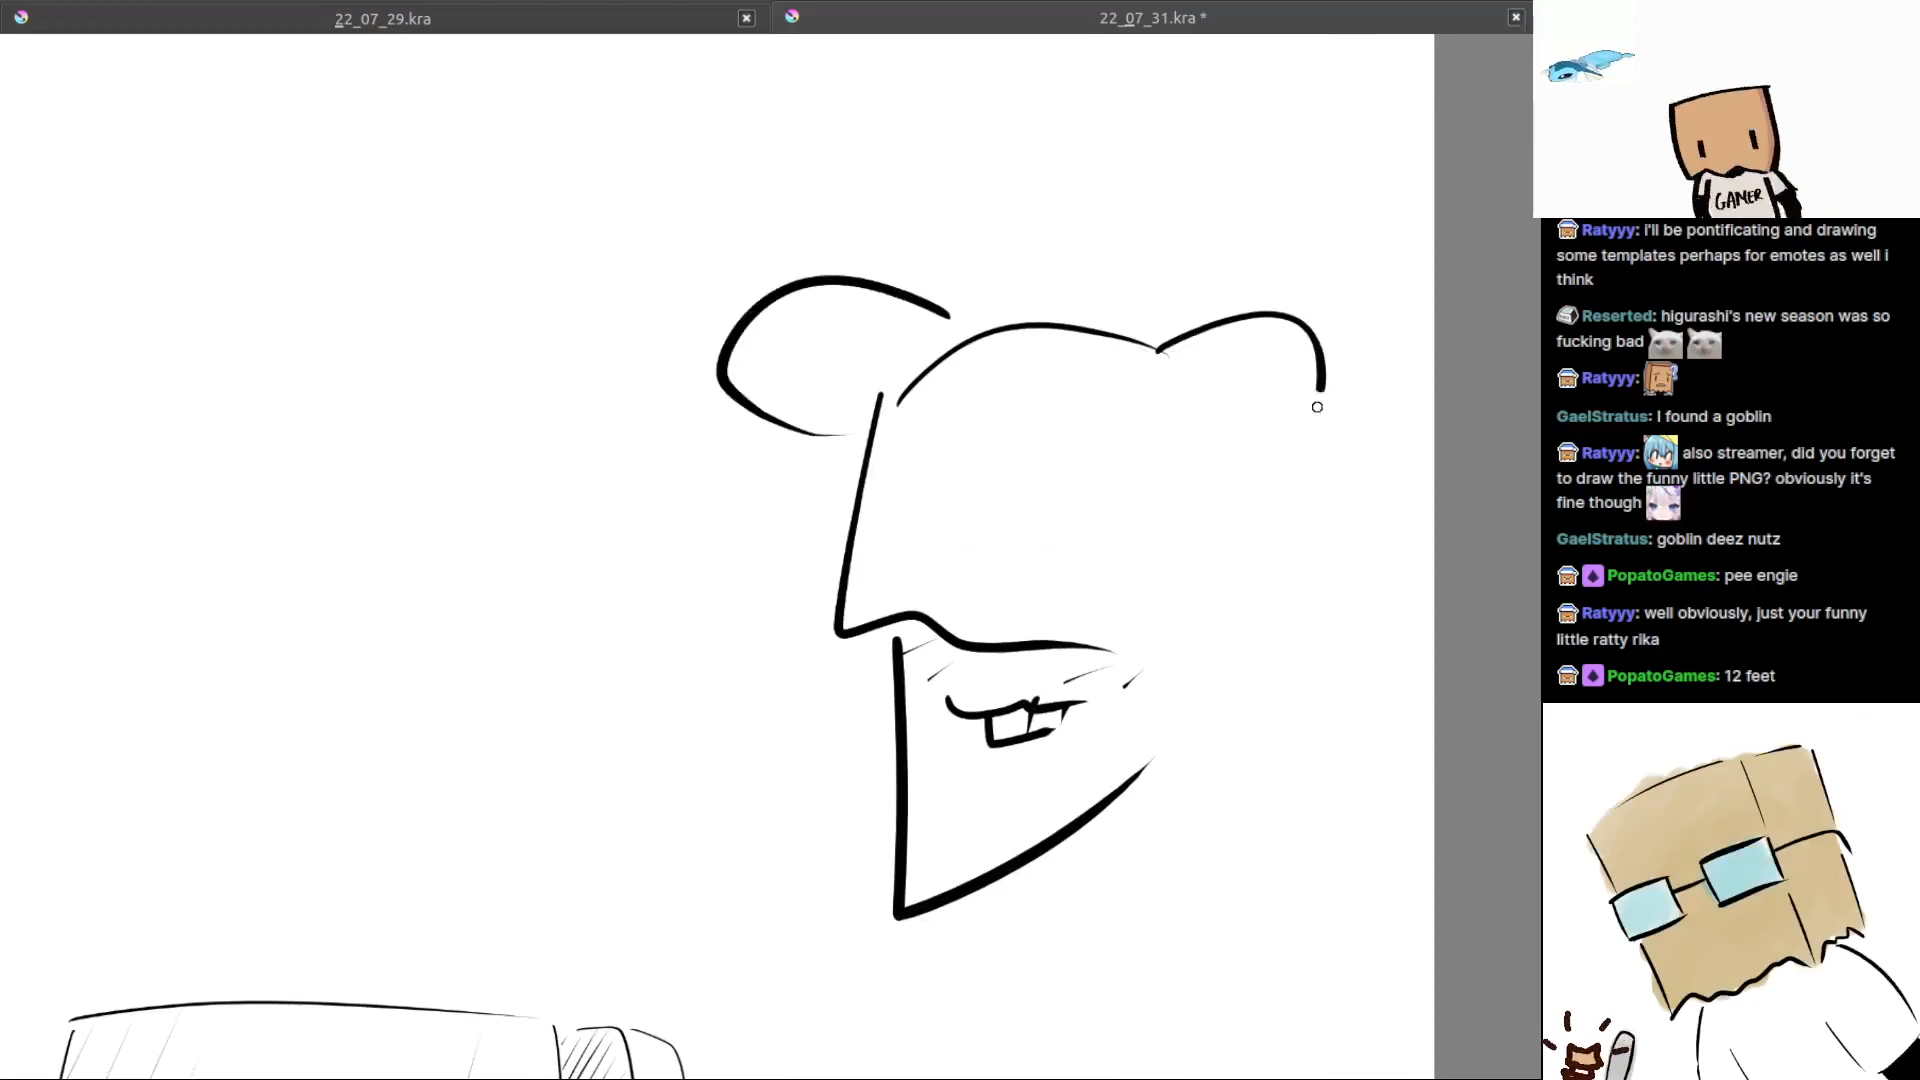 22_07_29.kra
22_07_31.kra *
GAMER
Ratyyy: i'll be pontificating and drawing
some templates perhaps for emotes as well i
think
Reserted: higurashi's new season was so
fucking bad
Ratyyy:
GaelStratus: I found a goblin
Ratyyy: also streamer, did you forget
to draw the funny little PNG? obviously it's
fine though
GaelStratus: goblin deez nutz
PopatoGames: pee engie
Ratyyy: well obviously, just your funny
little ratty rika
PopatoGames: 12 feet